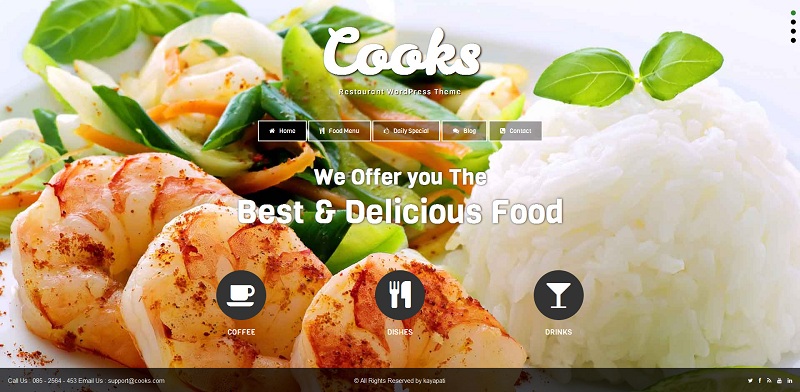 Cooks
Restaurant WordPress Theme
Home Food Menu Daily Special Blog Contact
We Offer you The
Best & Delicious Food
COFFEE DISHES DRINKS
Call Us : 085 - 2564 - 453 Email Us : support@cooks.com © All Rights Reserved by kayapati